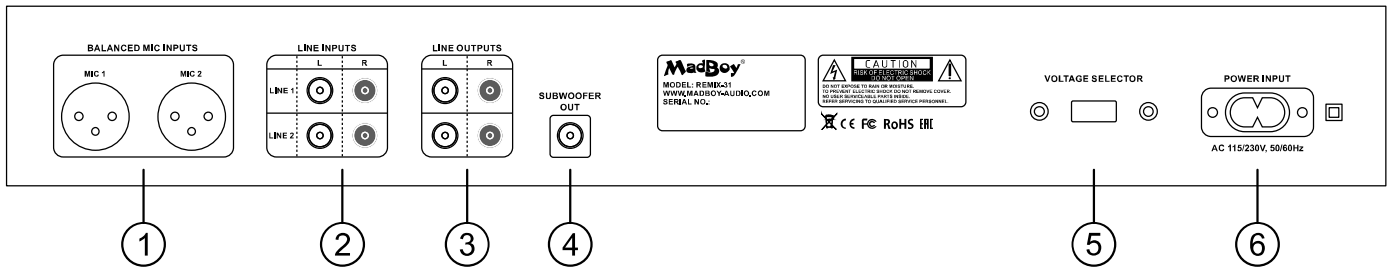 BALANCED MIC INPUTS
MIC 1 MIC 2
LINE INPUTS
L R
LINE 1
LINE 2
LINE OUTPUTS
L R
SUBWOOFER
OUT
MadBoy®
MODEL: REMIX-31
WWW.MADBOY-AUDIO.COM
SERIAL NO.:
CAUTION
RISK OF ELECTRIC SHOCK
DO NOT OPEN
DO NOT EXPOSE TO RAIN OR MOISTURE.
TO PREVENT ELECTRIC SHOCK DO NOT REMOVE COVER.
NO USER SERVICEABLE PARTS INSIDE.
REFER SERVICING TO QUALIFIED SERVICE PERSONNEL.
CE FC RoHS EAC
VOLTAGE SELECTOR
POWER INPUT
AC 115/230V, 50/60Hz
1 2 3 4 5 6